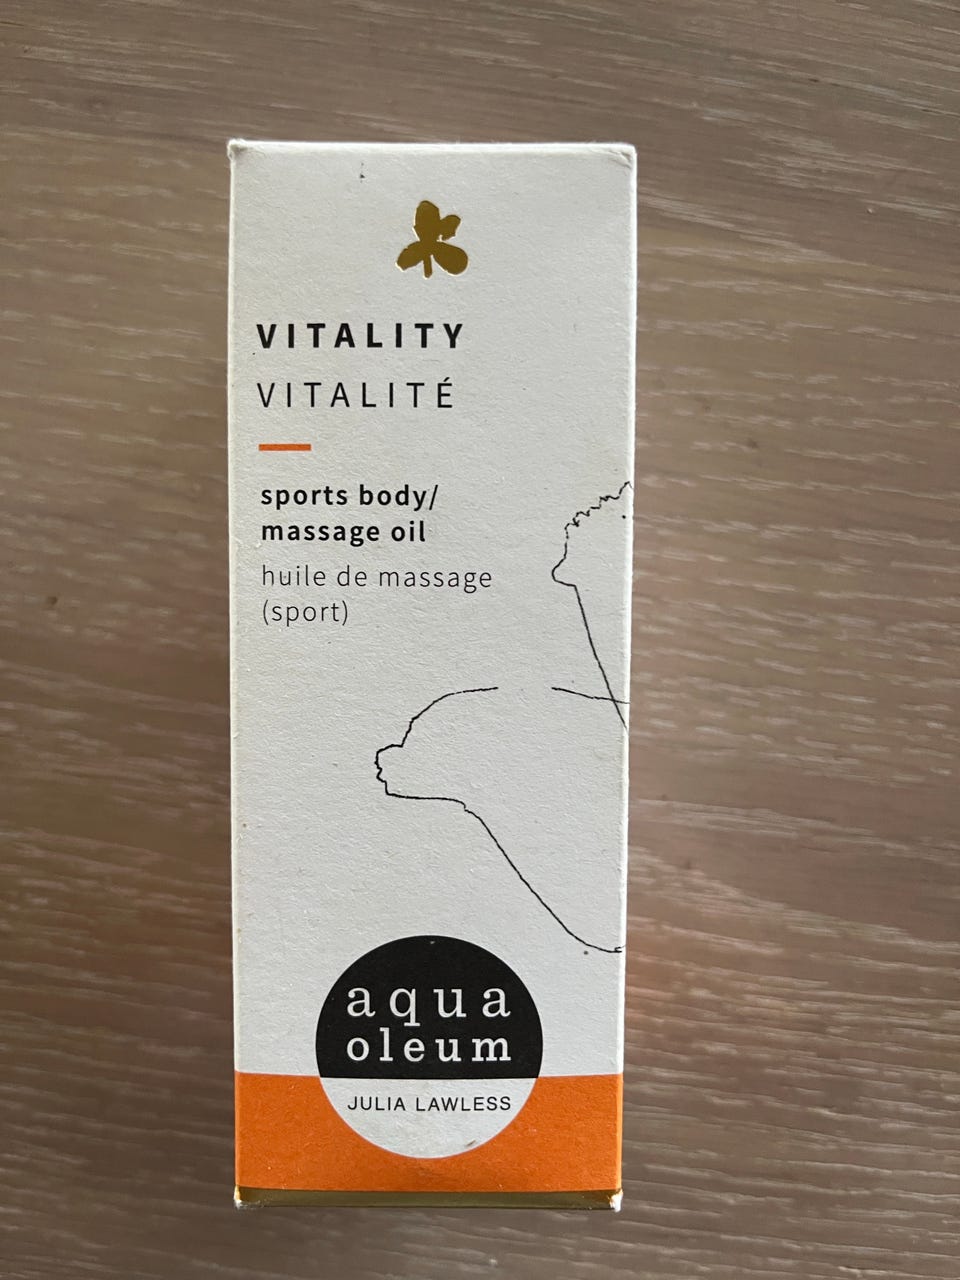 VITALITY
VITALITÉ
sports body/
massage oil
huile de massage
(sport)
aqua
oleum
JULIA LAWLESS